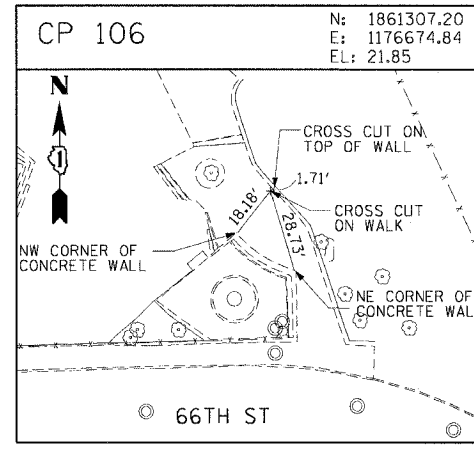 CP 106
N: 1861307.20
E: 1176674.84
EL: 21.85
N
CROSS CUT ON
TOP OF WALL
1.71'
CROSS CUT
ON WALK
18.18'
28.73'
NW CORNER OF
CONCRETE WALL
NE CORNER OF
CONCRETE WAL
66TH ST